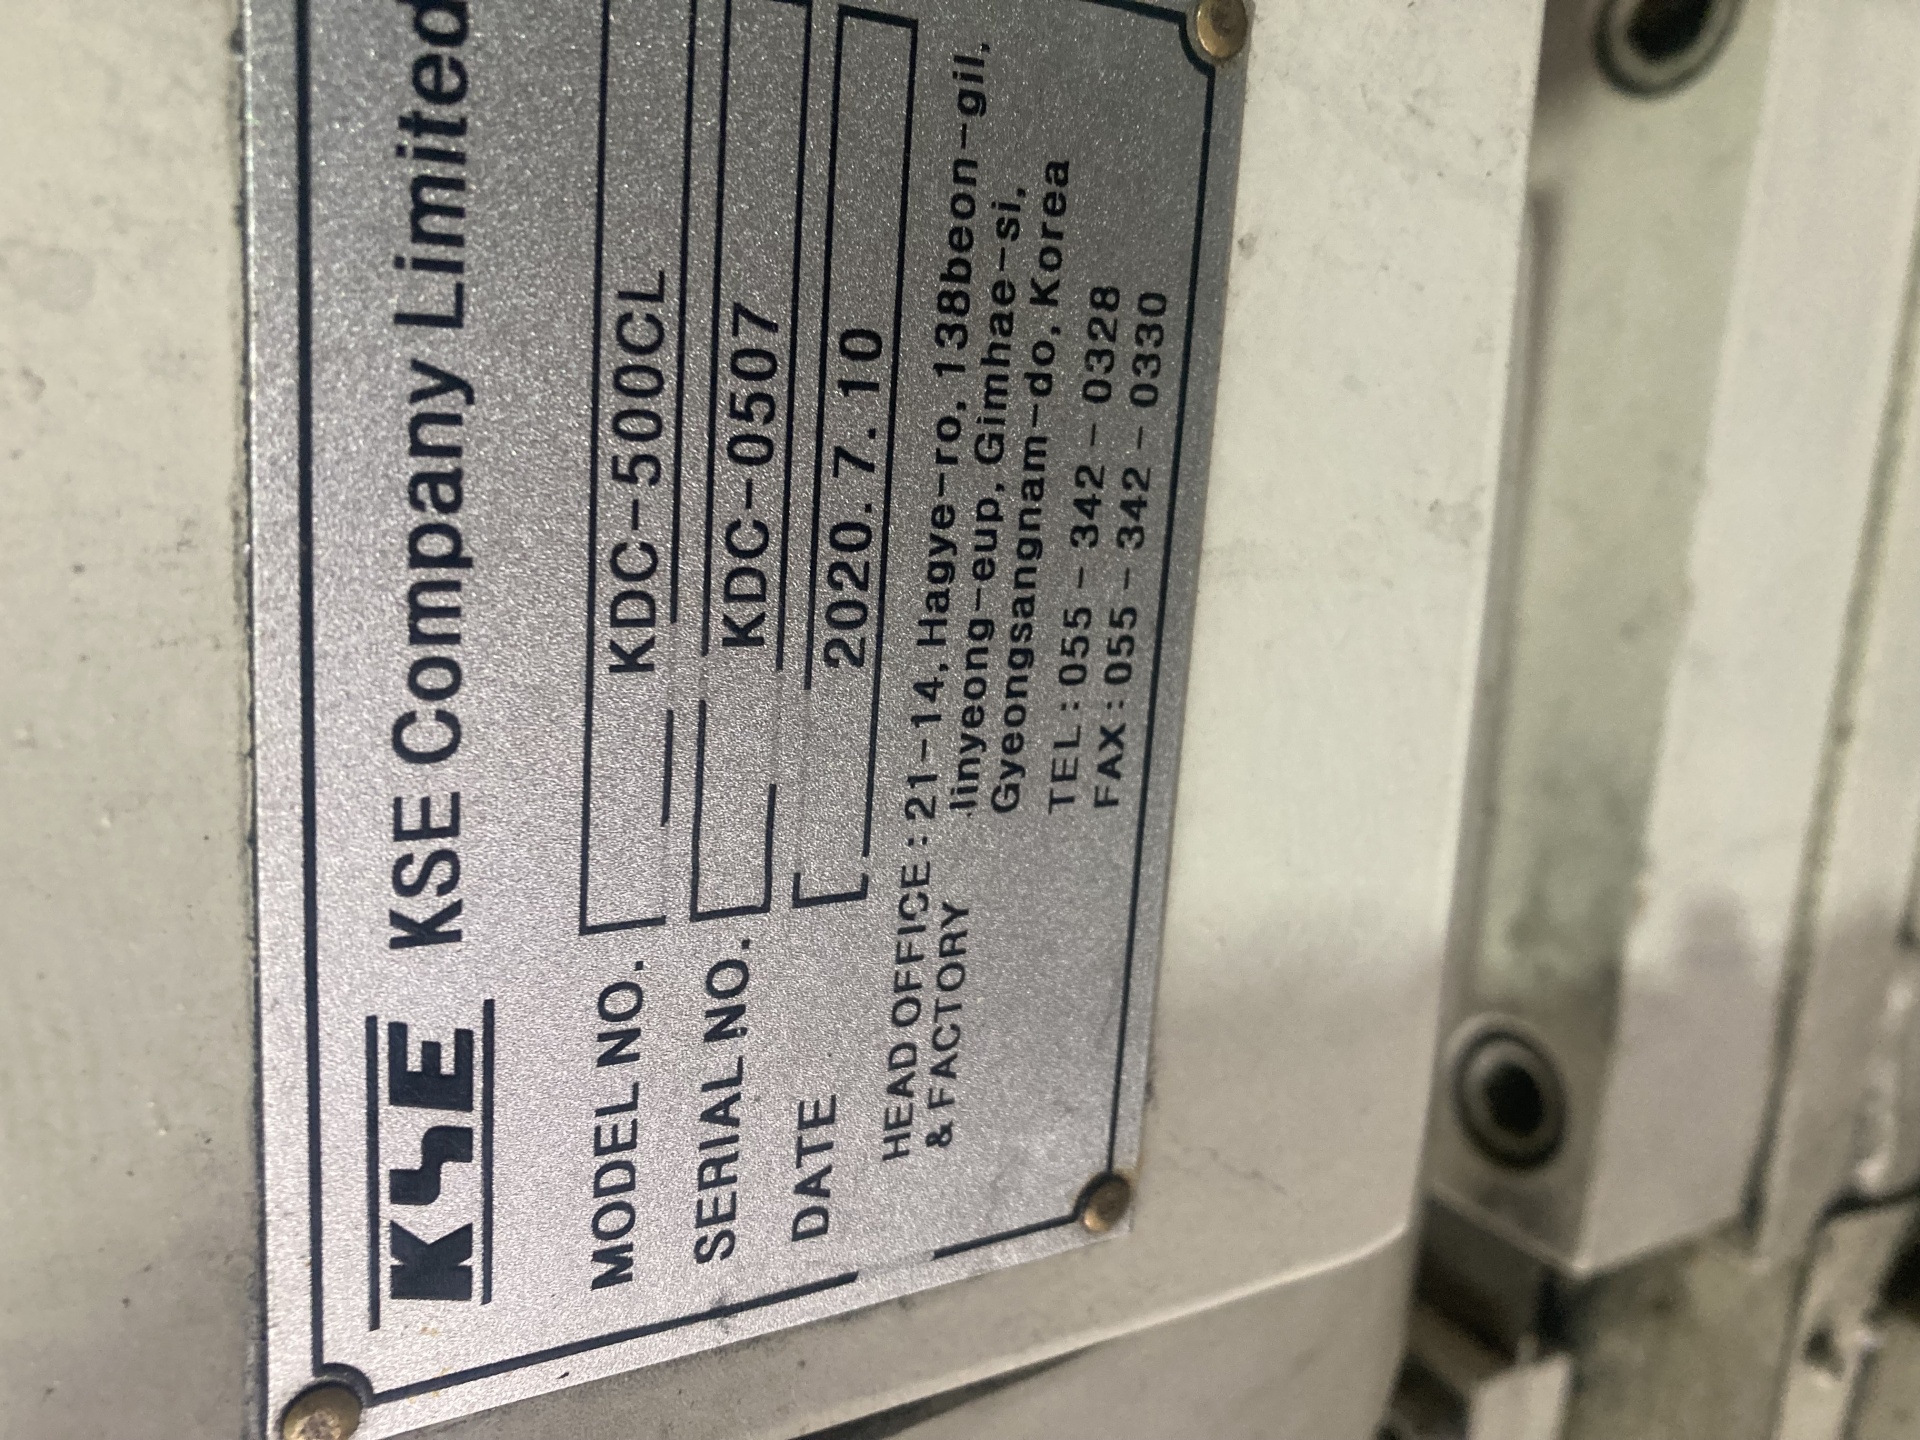 KSE KSE Company Limited
MODEL NO. KDC-500CL
SERIAL NO. KDC-0507
DATE 2020.7.10
HEAD OFFICE : 21-14, Hagye-ro, 138beon-gil,
& FACTORY Jinyeong-eup, Gimhae-si,
Gyeongsangnam-do, Korea
TEL : 055 - 342 - 0328
FAX : 055 - 342 - 0330